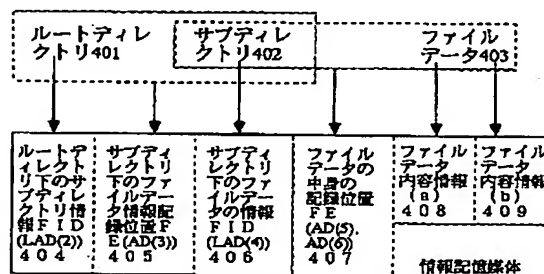 ルートディレ
クトリ401
サブディレ
クトリ402
ファイル
データ403
ルートデ
ィレクト
リ下のサ
ブディレ
クトリ情
報FID
(LAD(2))
404
サブディ
レクトリ
下のファ
イルデー
タ情報記
録位置F
E(AD(3))
405
サブディ
レクトリ
下のファ
イルデー
タの情報
FID
(LAD(4))
406
ファイル
データの
中身の
記録位置
FE
(AD(5),
AD(6))
407
ファイル
データ
内容情報
(a)
408
ファイル
データ
内容情報
(b)
409
情報記憶媒体